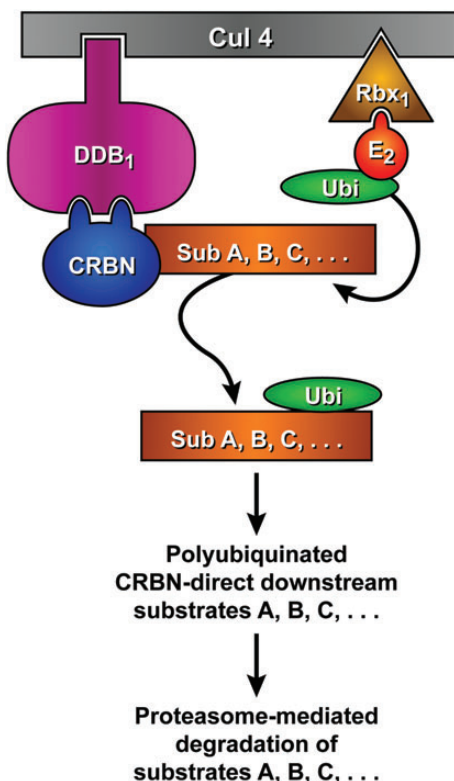 Cul 4
DDB1
Rbx1
E2
Ubi
CRBN
Sub A, B, C, . . .
Ubi
Sub A, B, C, . . .
Polyubiquinated
CRBN-direct downstream
substrates A, B, C, . . .
Proteasome-mediated
degradation of
substrates A, B, C, . . .